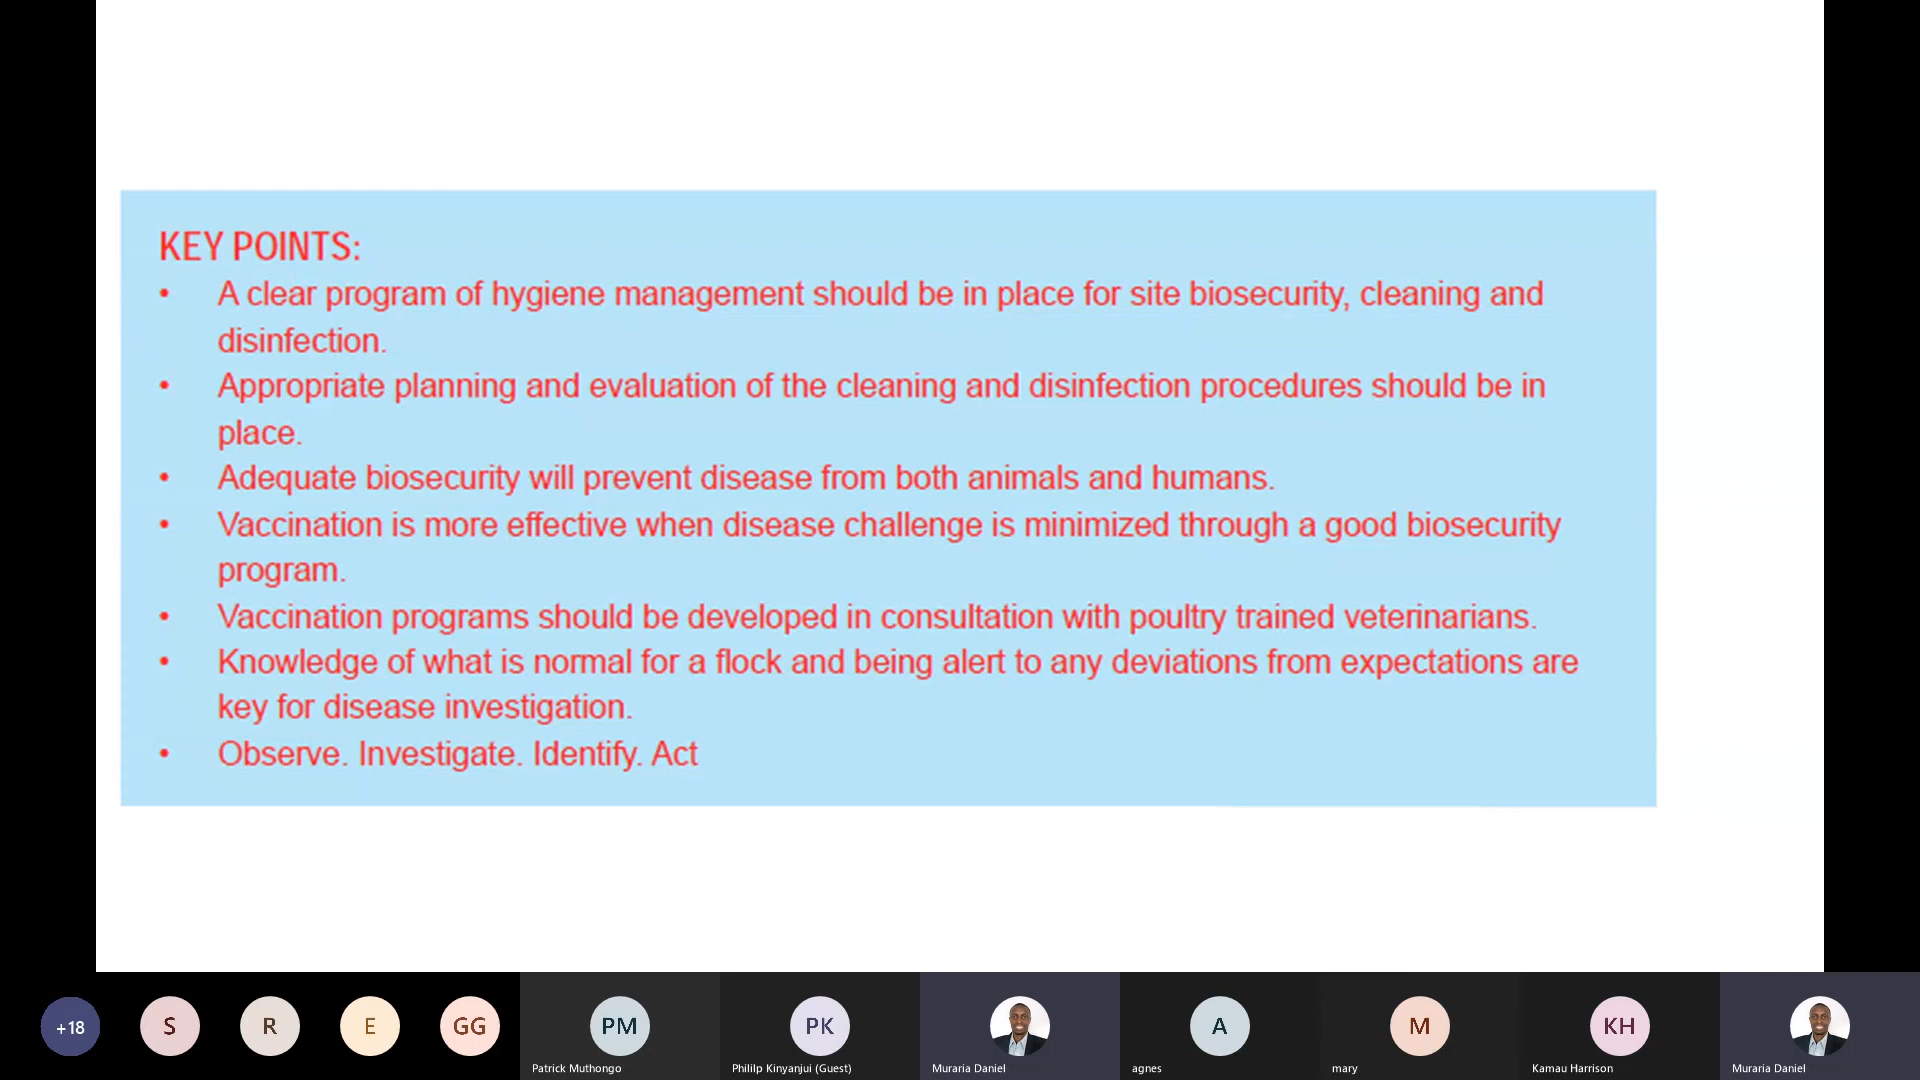 KEY POINTS:
• A clear program of hygiene management should be in place for site biosecurity, cleaning and
disinfection.
• Appropriate planning and evaluation of the cleaning and disinfection procedures should be in
place.
• Adequate biosecurity will prevent disease from both animals and humans.
• Vaccination is more effective when disease challenge is minimized through a good biosecurity
program.
• Vaccination programs should be developed in consultation with poultry trained veterinarians.
• Knowledge of what is normal for a flock and being alert to any deviations from expectations are
key for disease investigation.
• Observe. Investigate. Identify. Act
+18 S R E GG PM PK A M KH
Patrick Muthongo Phililp Kinyanjui (Guest) Muraria Daniel agnes mary Kamau Harrison Muraria Daniel